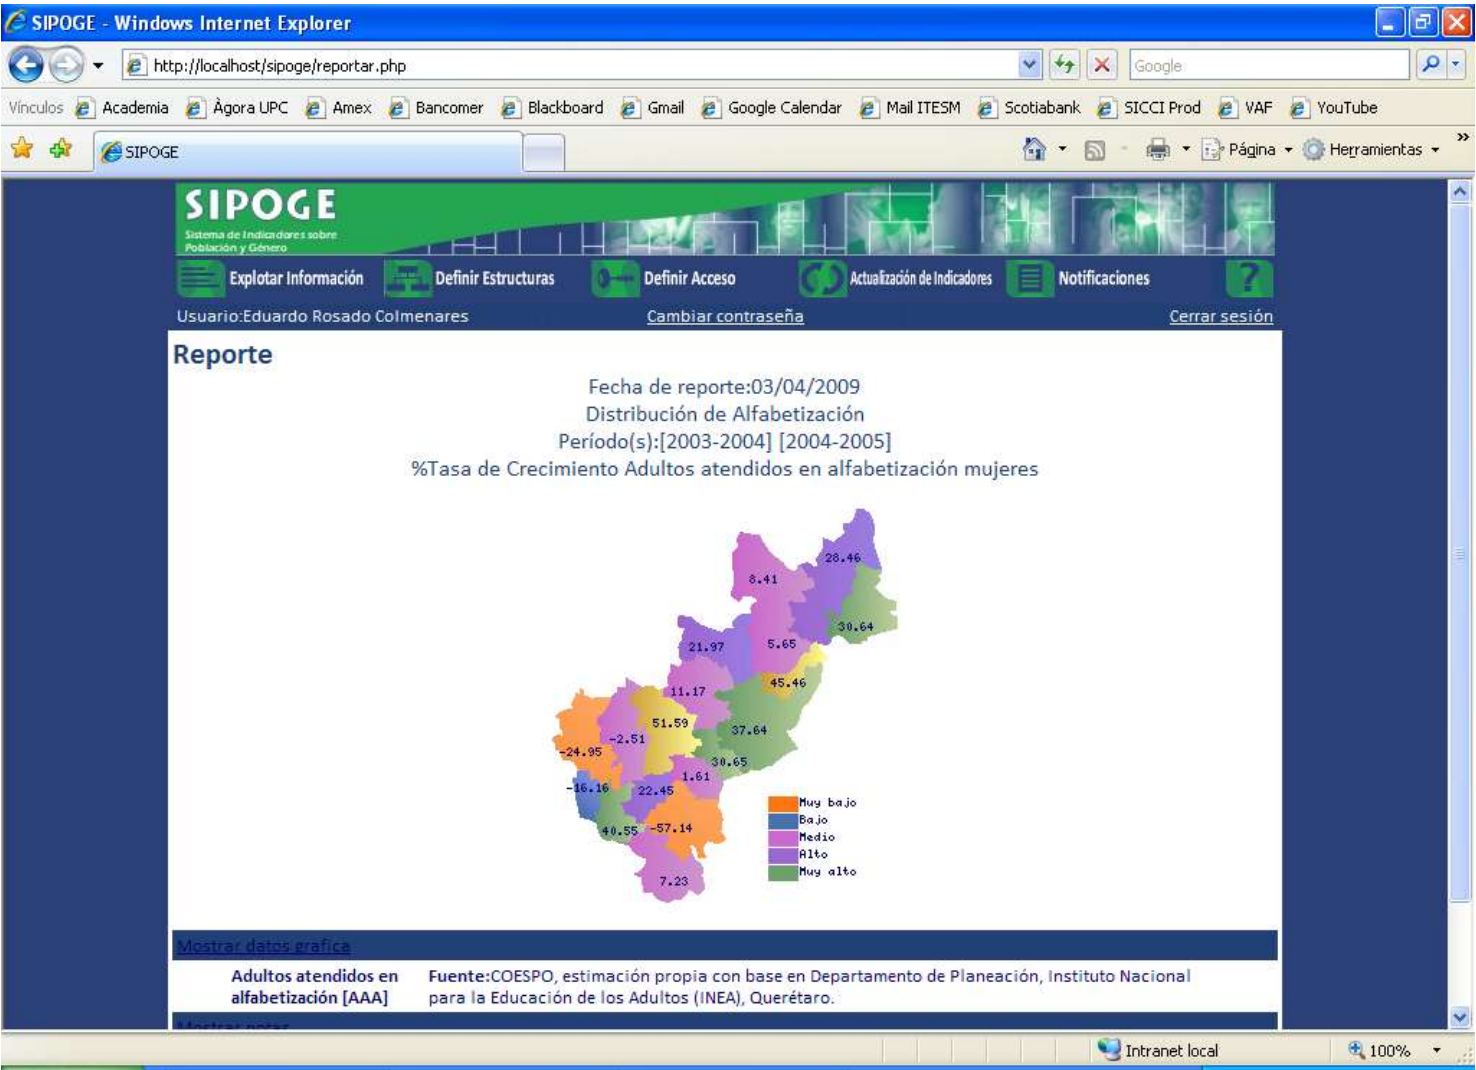 SIPOGE - Windows Internet Explorer
http://localhost/sipoge/reportar.php
Google
Vínculos Academia Àgora UPC Amex Bancomer Blackboard Gmail Google Calendar Mail ITESM Scotiabank SICCI Prod VAF YouTube
SIPOGE
Página Herramientas
SIPOGE
Sistema de Indicadores sobre
Población y Género
Explotar Información Definir Estructuras Definir Acceso Actualización de Indicadores Notificaciones ?
Usuario:Eduardo Rosado Colmenares Cambiar contraseña Cerrar sesión
Reporte
Fecha de reporte:03/04/2009
Distribución de Alfabetización
Período(s):[2003-2004] [2004-2005]
%Tasa de Crecimiento Adultos atendidos en alfabetización mujeres
28.46
8.41
30.64
21.97 5.65
45.46
11.17
51.59
37.64
-2.51
-24.95
30.65
1.61
-16.16 22.45
40.55 -57.14
7.23
Muy bajo
Bajo
Medio
Alto
Muy alto
Mostrar datos grafica
Adultos atendidos en alfabetización [AAA]
Fuente:COESPO, estimación propia con base en Departamento de Planeación, Instituto Nacional
para la Educación de los Adultos (INEA), Querétaro.
Mostrar notas
Intranet local 100%